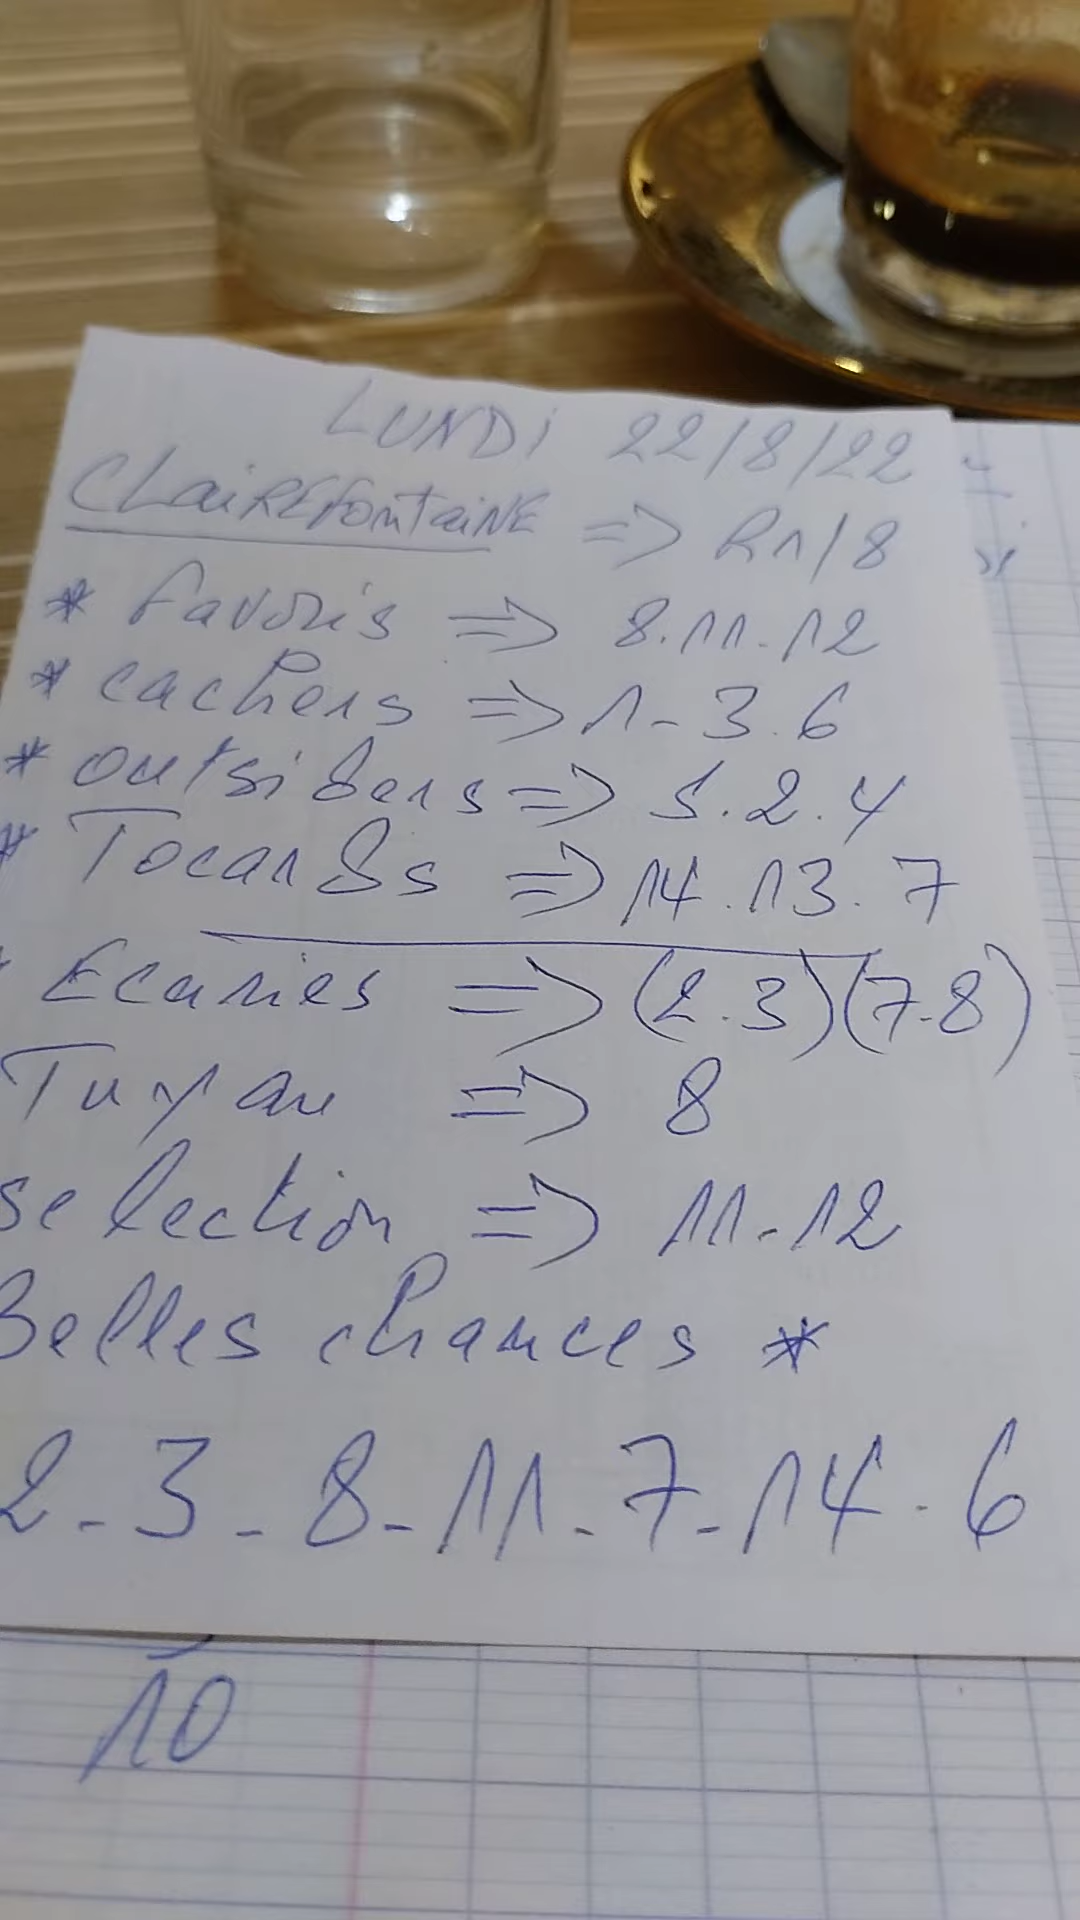 LUNDi 22/8/22
CLaiREFontaiNE => R1/8
* favoris => 8.11.12
* cachers => 1-3.6
* outsiders => 5.2.4
* Tocards => 14.13.7
Ecaries => (2.3)(7-8)
Tuyau => 8
selection => 11-12
Belles chances *
2-3-8-11-7-14.6
10